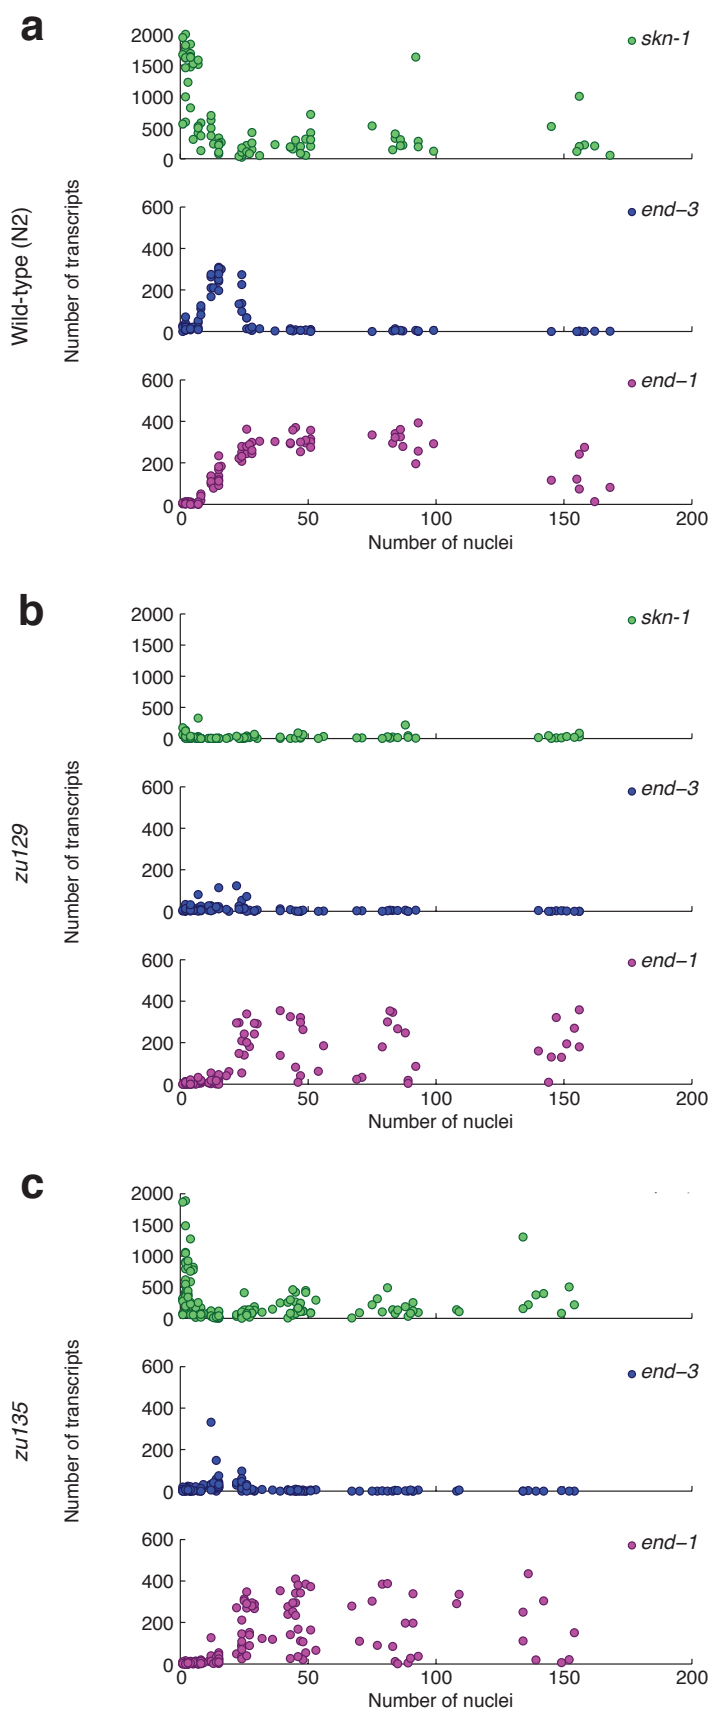 a
Wild-type (N2)
Number of transcripts
2000
1500
1000
500
0
skn-1
600
400
200
0
end-3
600
400
200
0
end-1
0 50 100 150 200
Number of nuclei
b
zu129
Number of transcripts
2000
1500
1000
500
0
skn-1
600
400
200
0
end-3
600
400
200
0
end-1
0 50 100 150 200
Number of nuclei
c
zu135
Number of transcripts
2000
1500
1000
500
0
600
400
200
0
end-3
600
400
200
0
end-1
0 50 100 150 200
Number of nuclei